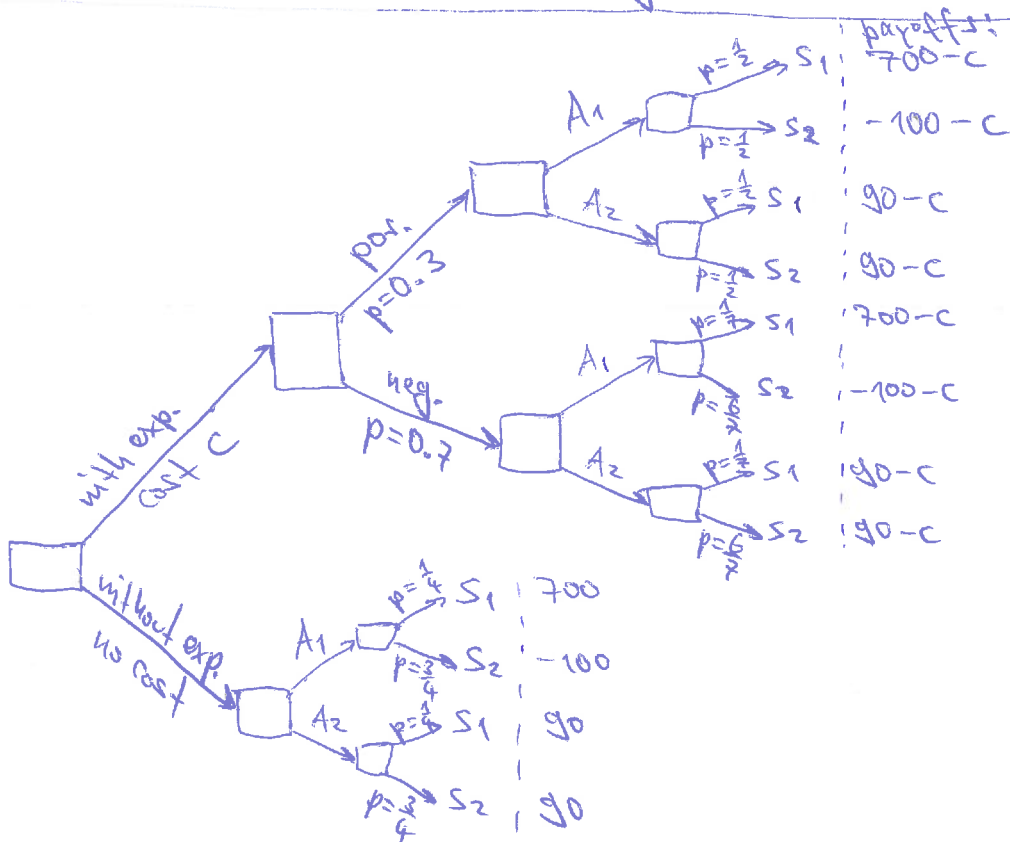 payoffs:
p=1/2 S1 700-C
A1
p=1/2 S2 -100-C
p=1/2 S1 90-C
A2
p=1/2 S2 90-C
pos.
p=0.3
p=1/7 S1 700-C
A1
p=6/7 S2 -100-C
neg.
p=0.7
p=1/7 S1 90-C
A2
p=6/7 S2 90-C
with exp.
cost C
without exp.
no cost
p=1/4 S1 700
A1
p=3/4 S2 -100
p=1/4 S1 90
A2
p=3/4 S2 90